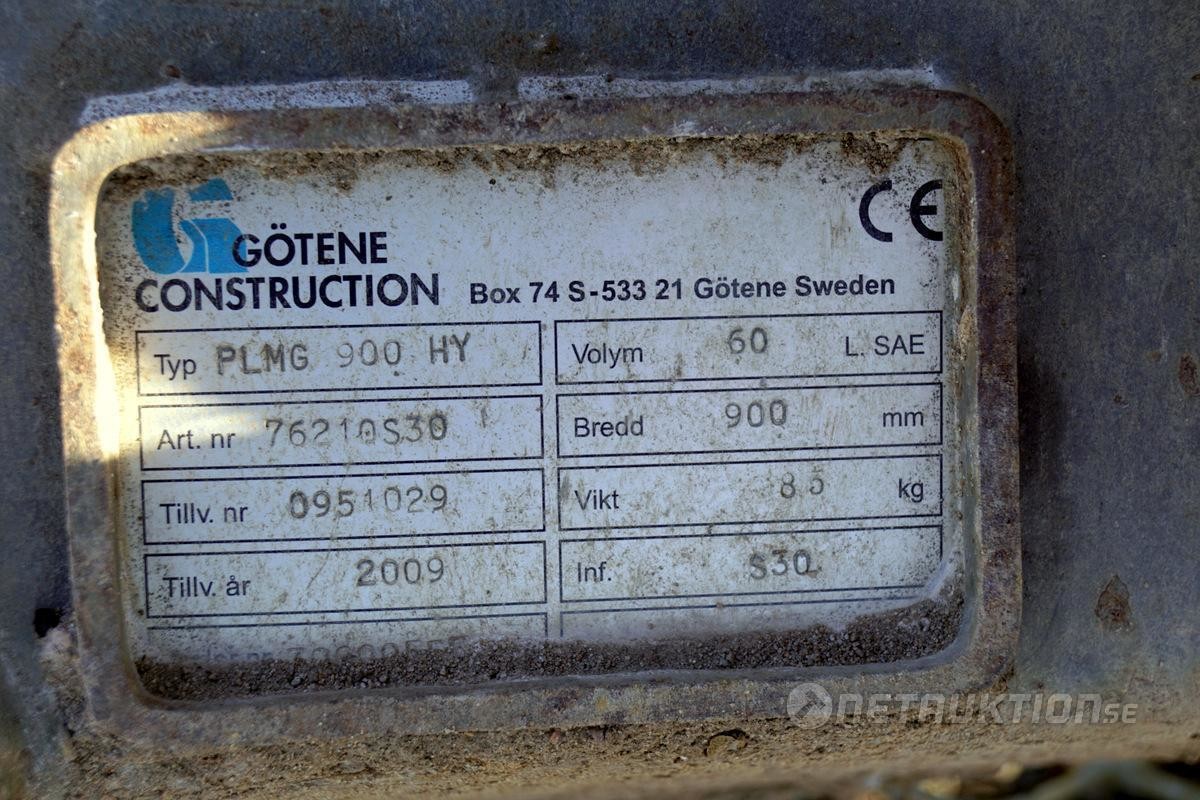 GÖTENE
CONSTRUCTION Box 74 S-533 21 Götene Sweden
CE
Typ PLMG 900 HY
Volym 60 L. SAE
Art. nr 76210S30
Bredd 900 mm
Tillv. nr 0951029
Vikt 85 kg
Tillv. år 2009
Inf. S30
NETAUKTION.SE